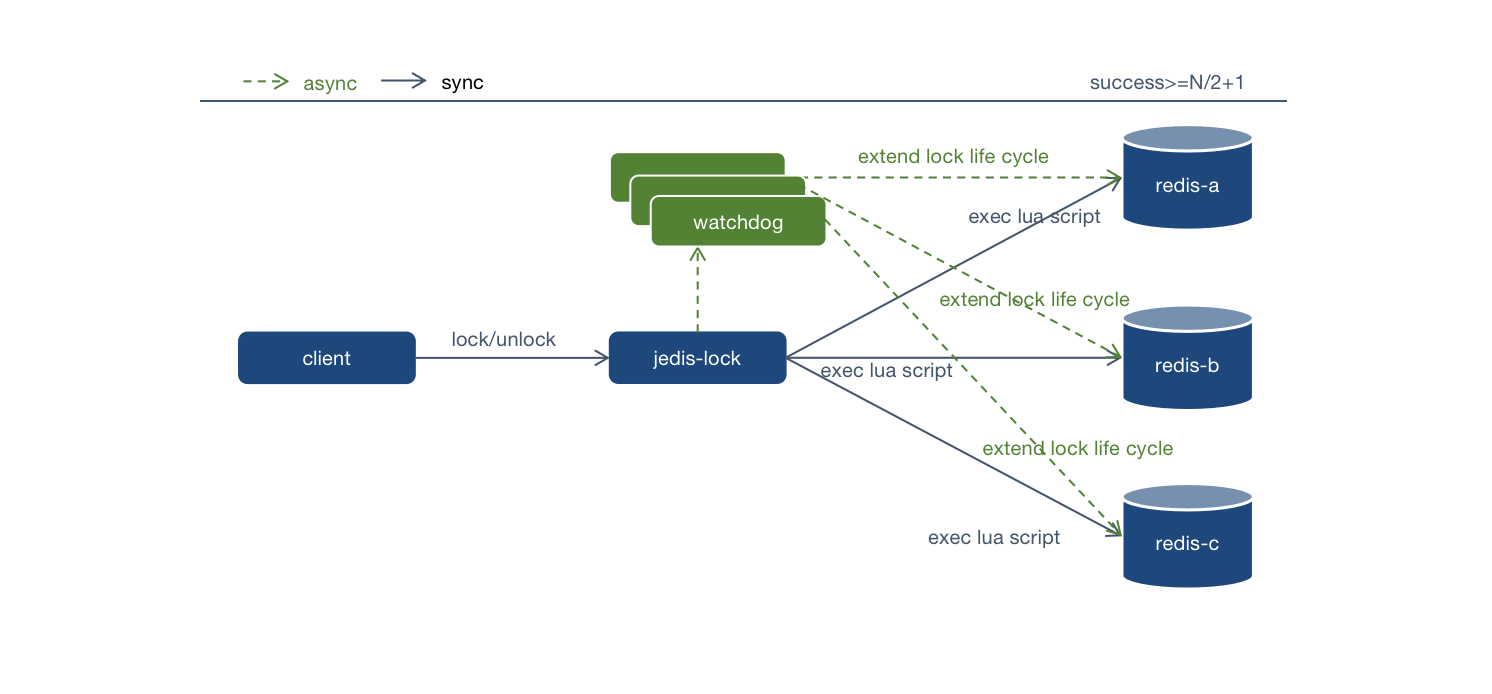 async
sync
success>=N/2+1
extend lock life cycle
redis-a
exec lua script
watchdog
extend lock life cycle
lock/unlock
client
jedis-lock
redis-b
exec lua script
extend lock life cycle
exec lua script
redis-c